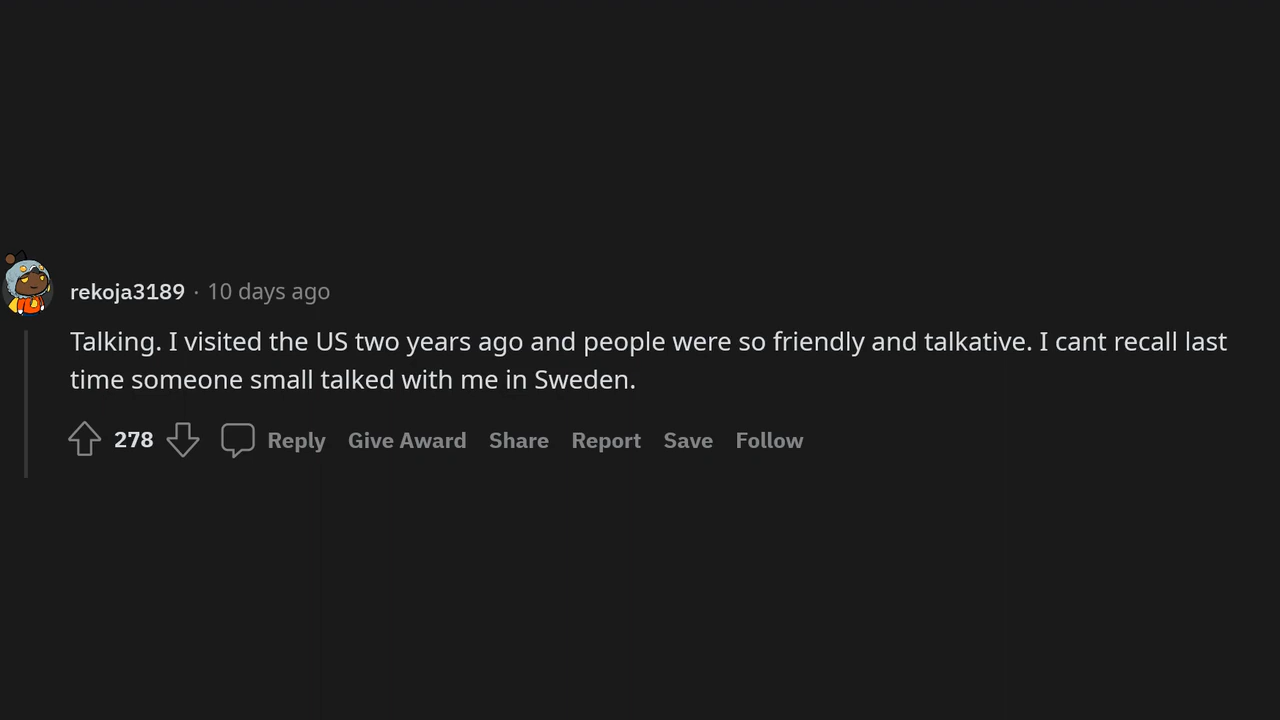 rekoja3189 · 10 days ago
Talking. I visited the US two years ago and people were so friendly and talkative. I cant recall last
time someone small talked with me in Sweden.
278 Reply Give Award Share Report Save Follow